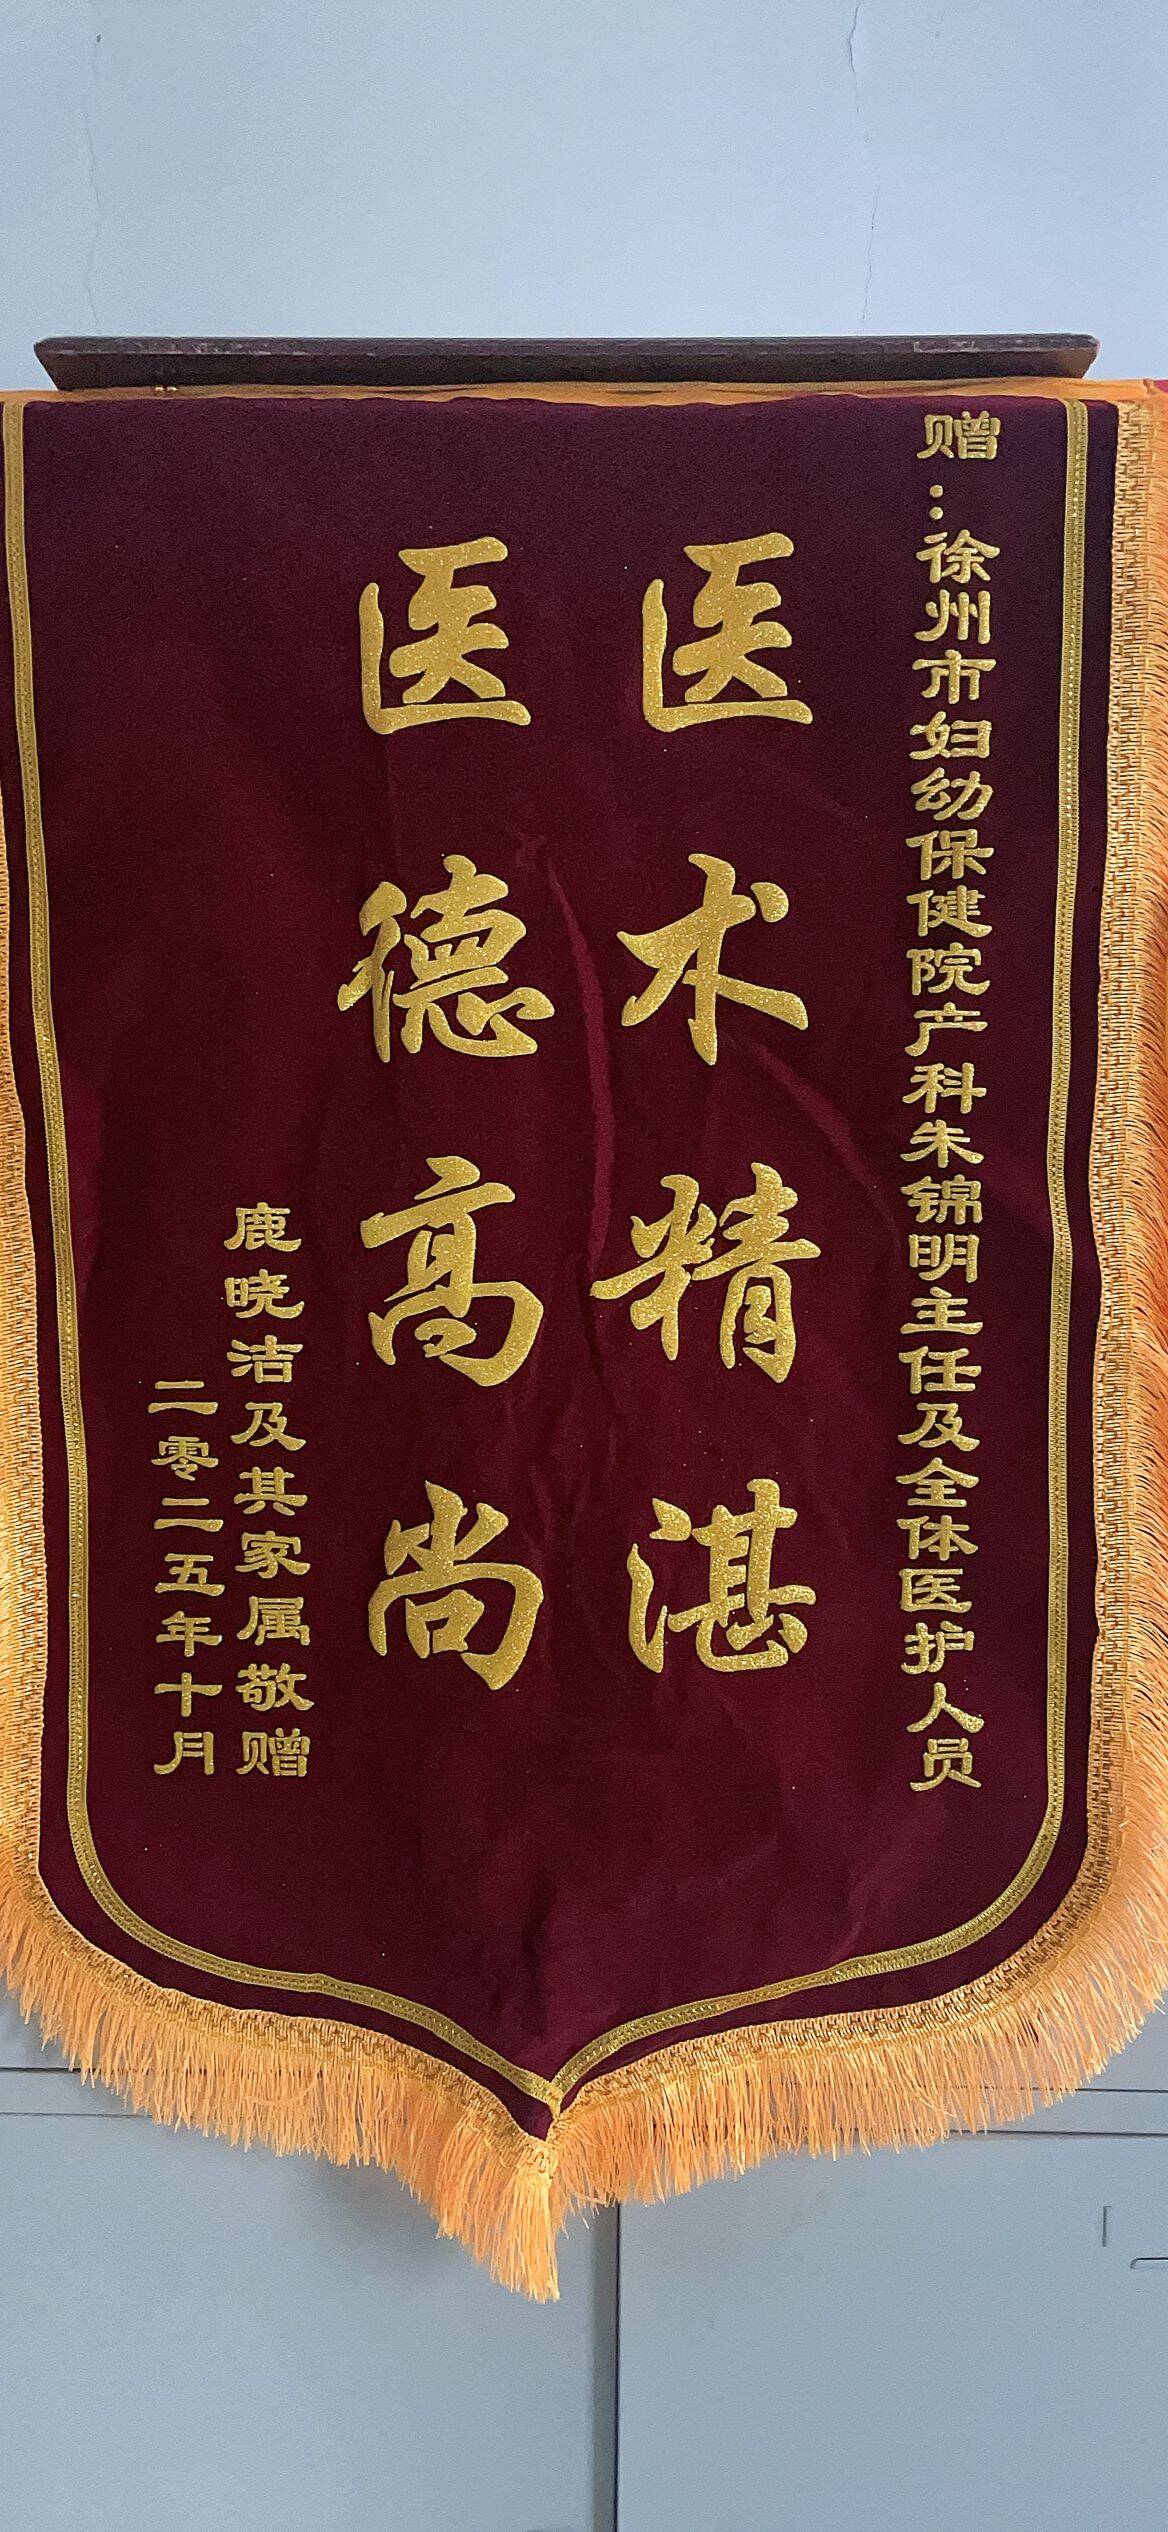 赠：徐州市妇幼保健院产科朱锦明主任及全体医护人员
医术精湛
医德高尚
鹿晓洁及其家属敬赠
二零二五年十月